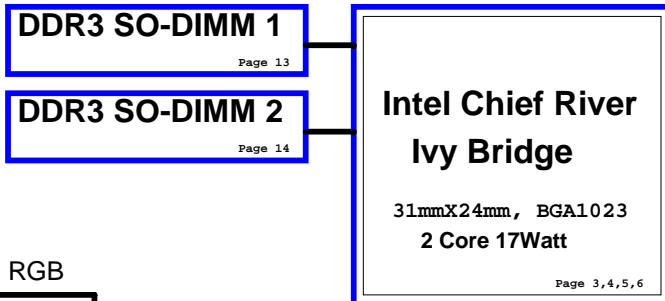 DDR3 SO-DIMM 1
Page 13
DDR3 SO-DIMM 2
Page 14
Intel Chief River
Ivy Bridge
31mmX24mm, BGA1023
2 Core 17Watt
Page 3,4,5,6
RGB